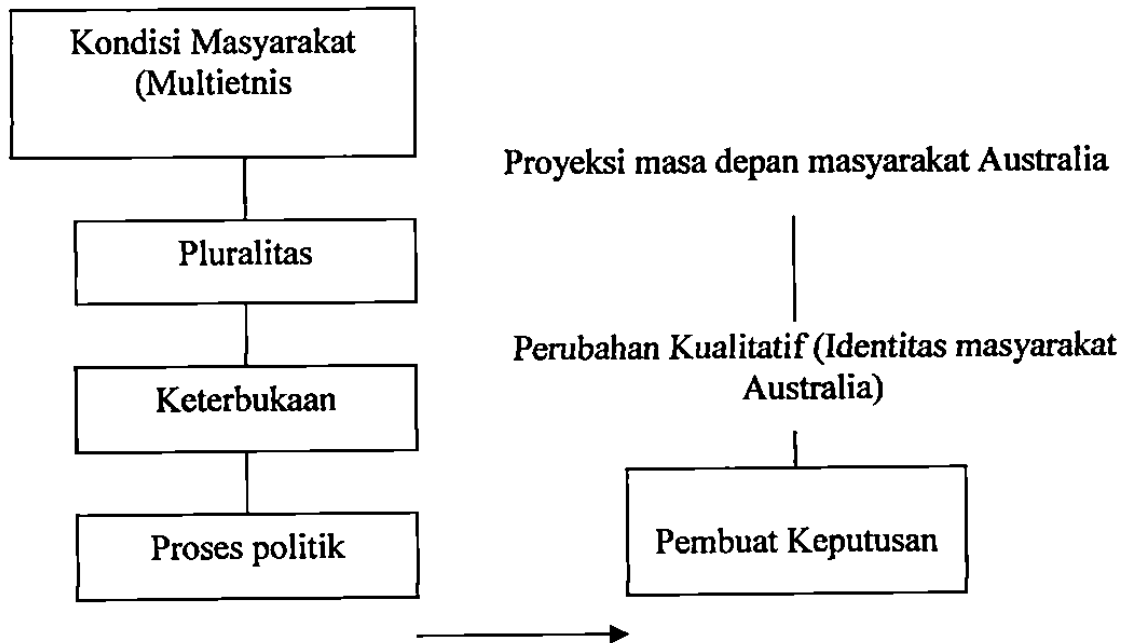 Kondisi Masyarakat
(Multietnis
Pluralitas
Keterbukaan
Proses politik
Proyeksi masa depan masyarakat Australia
Perubahan Kualitatif (Identitas masyarakat
Australia)
Pembuat Keputusan